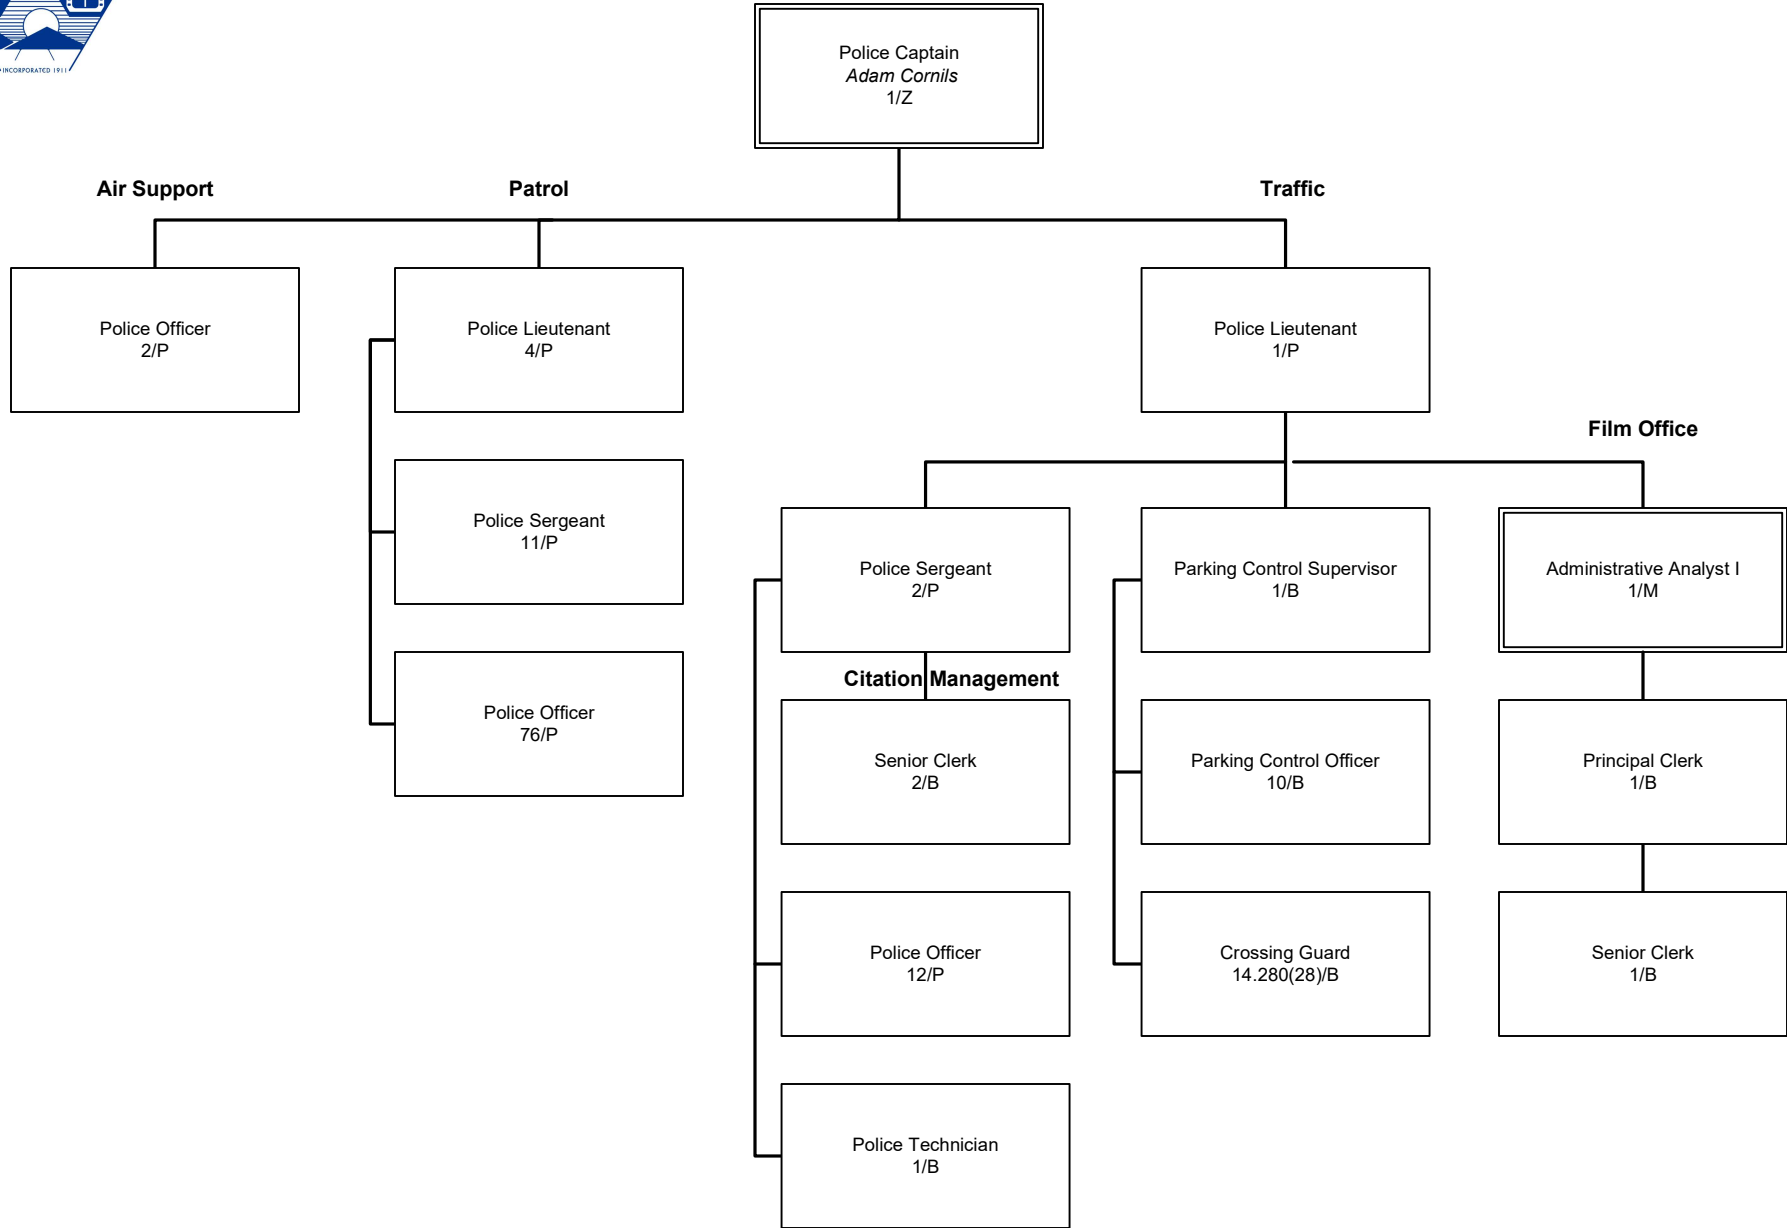 INCORPORATED 1911
Police Captain
Adam Cornils
1/Z
Air Support
Patrol
Traffic
Police Officer
2/P
Police Lieutenant
4/P
Police Lieutenant
1/P
Film Office
Police Sergeant
11/P
Police Sergeant
2/P
Parking Control Supervisor
1/B
Administrative Analyst I
1/M
Citation Management
Police Officer
76/P
Senior Clerk
2/B
Parking Control Officer
10/B
Principal Clerk
1/B
Police Officer
12/P
Crossing Guard
14.280(28)/B
Senior Clerk
1/B
Police Technician
1/B